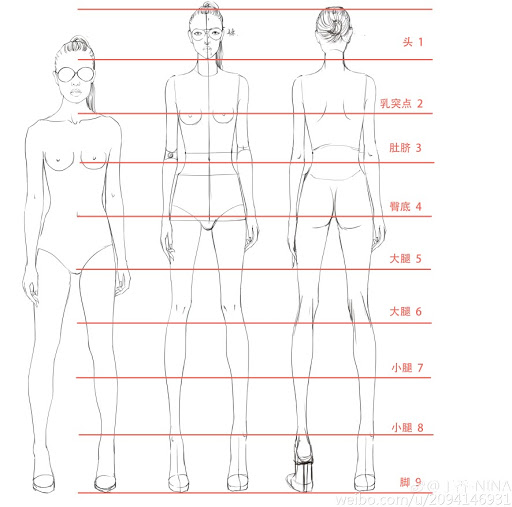 头 1
乳突点 2
肚脐 3
臀底 4
大腿 5
大腿 6
小腿 7
小腿 8
脚 9
weibo.com/u/2094146931